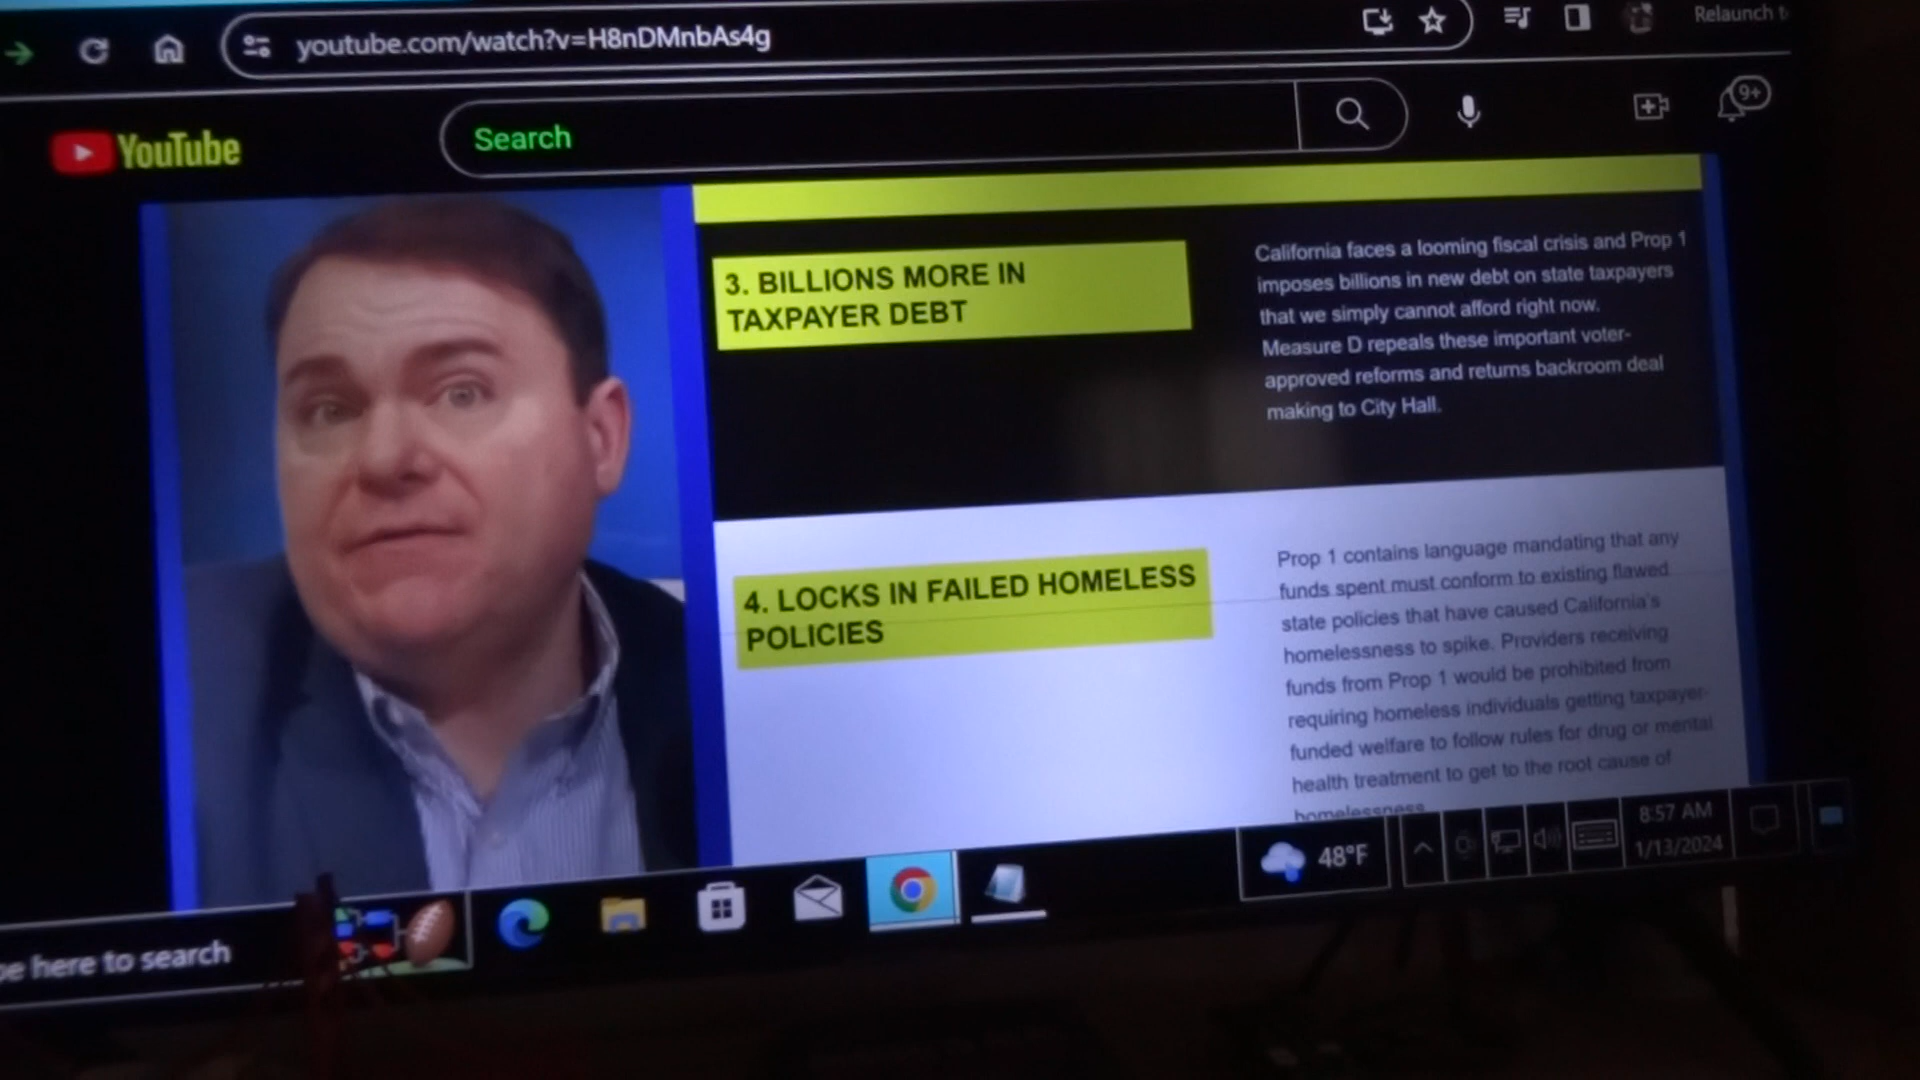 youtube.com/watch?v=H8nDMnbAs4g
Relaunch t
YouTube
Search
9+
3. BILLIONS MORE IN
TAXPAYER DEBT
California faces a looming fiscal crisis and Prop 1
imposes billions in new debt on state taxpayers
that we simply cannot afford right now.
Measure D repeals these important voter-
approved reforms and returns backroom deal
making to City Hall.
4. LOCKS IN FAILED HOMELESS
POLICIES
Prop 1 contains language mandating that any
funds spent must conform to existing flawed
state policies that have caused California's
homelessness to spike. Providers receiving
funds from Prop 1 would be prohibited from
requiring homeless individuals getting taxpayer-
funded welfare to follow rules for drug or mental
health treatment to get to the root cause of
homelessness
pe here to search
48°F
8:57 AM
1/13/2024